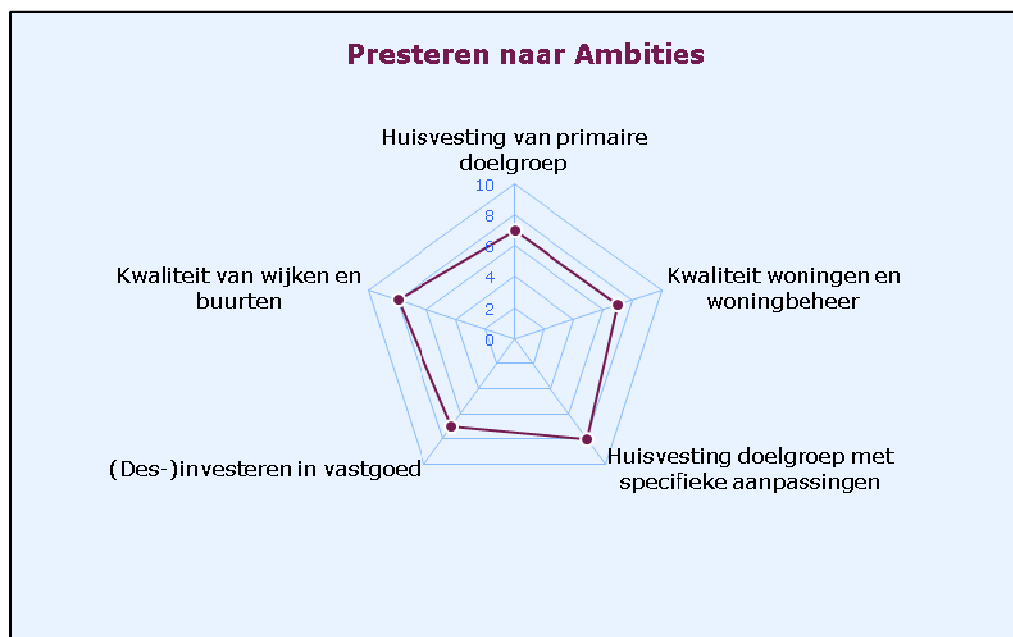 Presteren naar Ambities
Huisvesting van primaire
doelgroep
10
8
6
4
2
0
Kwaliteit van wijken en
buurten
Kwaliteit woningen en
woningbeheer
(Des-)investeren in vastgoed
Huisvesting doelgroep met
specifieke aanpassingen